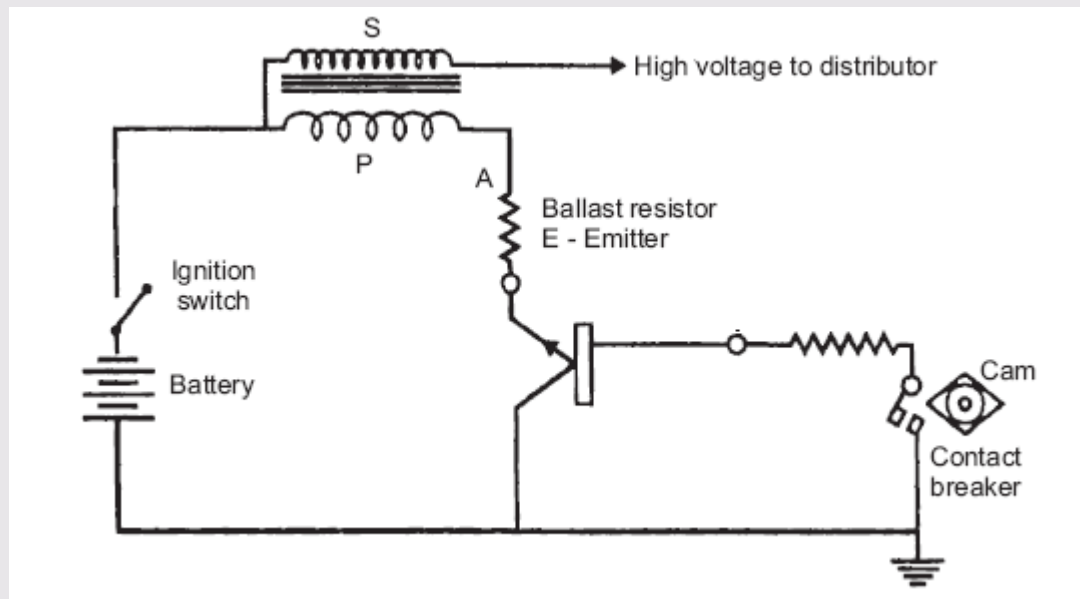 S
High voltage to distributor
P
A
Ballast resistor
E - Emitter
Ignition
switch
Battery
Cam
Contact
breaker